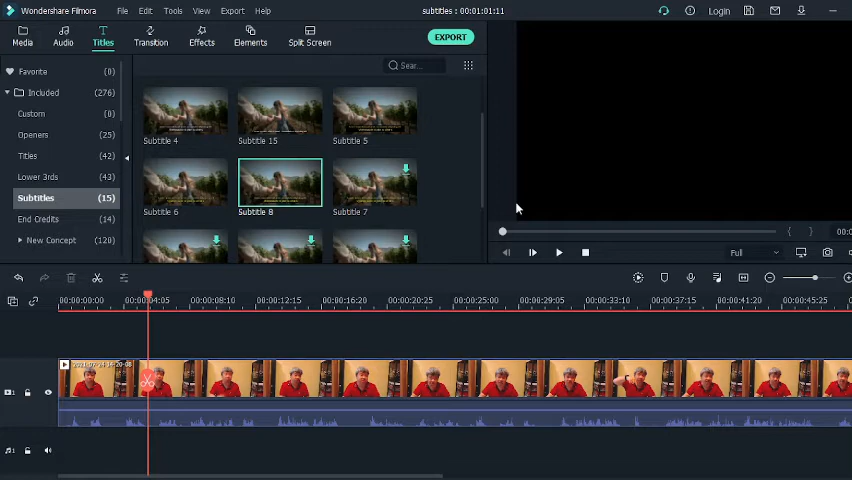 Wondershare Filmora File Edit Tools View Export Help subtitles : 00:01:01:11 Login
Media Audio Titles Transition Effects Elements Split Screen EXPORT
Favorite (0)
Included (276)
Custom (0)
Openers (25)
Titles (42)
Lower 3rds (43)
Subtitles (15)
End Credits (7)
New Concept (120)
Sear...
Subtitle 4 Subtitle 15 Subtitle 5
Subtitle 6 Subtitle 8 Subtitle 7
Full
00:00:00:00 00:00:04:05 00:00:08:10 00:00:12:15 00:00:16:20 00:00:20:25 00:00:25:00 00:00:29:05 00:00:33:10 00:00:37:15 00:00:41:20 00:00:45:25
1
1